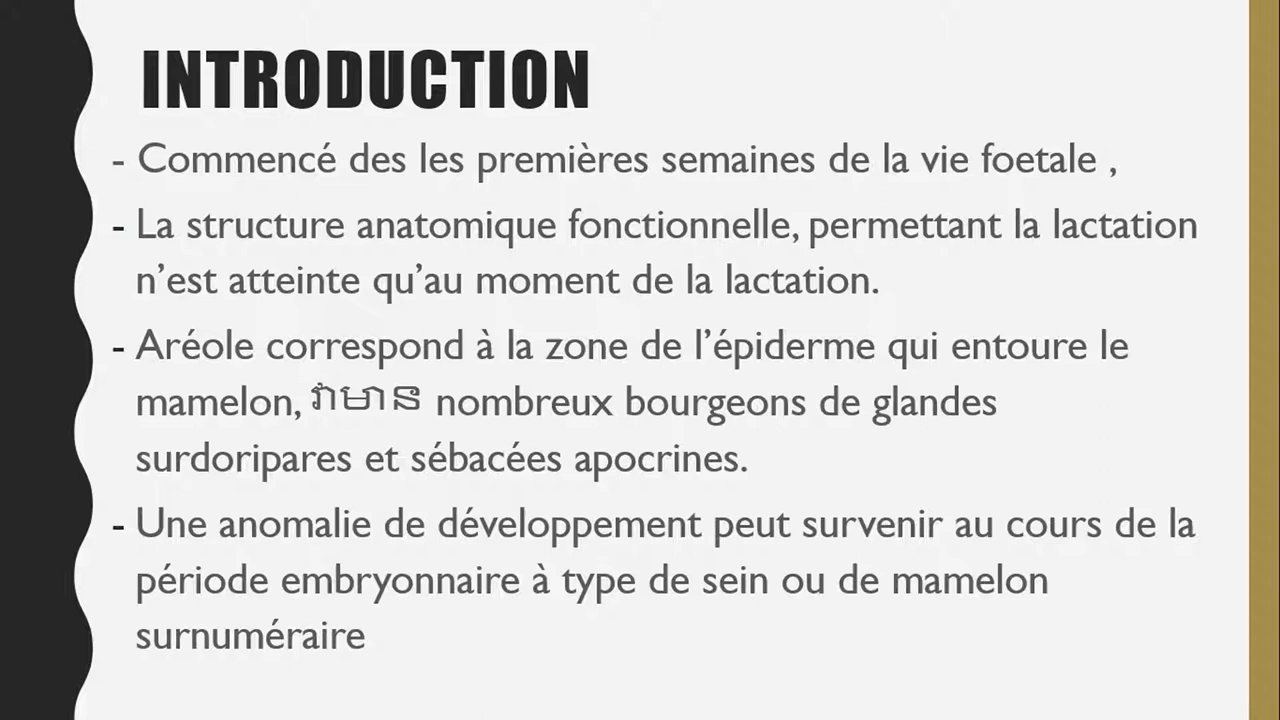 INTRODUCTION
- Commencé des les premières semaines de la vie foetale ,
- La structure anatomique fonctionnelle, permettant la lactation
n’est atteinte qu’au moment de la lactation.
- Aréole correspond à la zone de l’épiderme qui entoure le
mamelon, វាមាន nombreux bourgeons de glandes
surdoripares et sébacées apocrines.
- Une anomalie de développement peut survenir au cours de la
période embryonnaire à type de sein ou de mamelon
surnuméraire